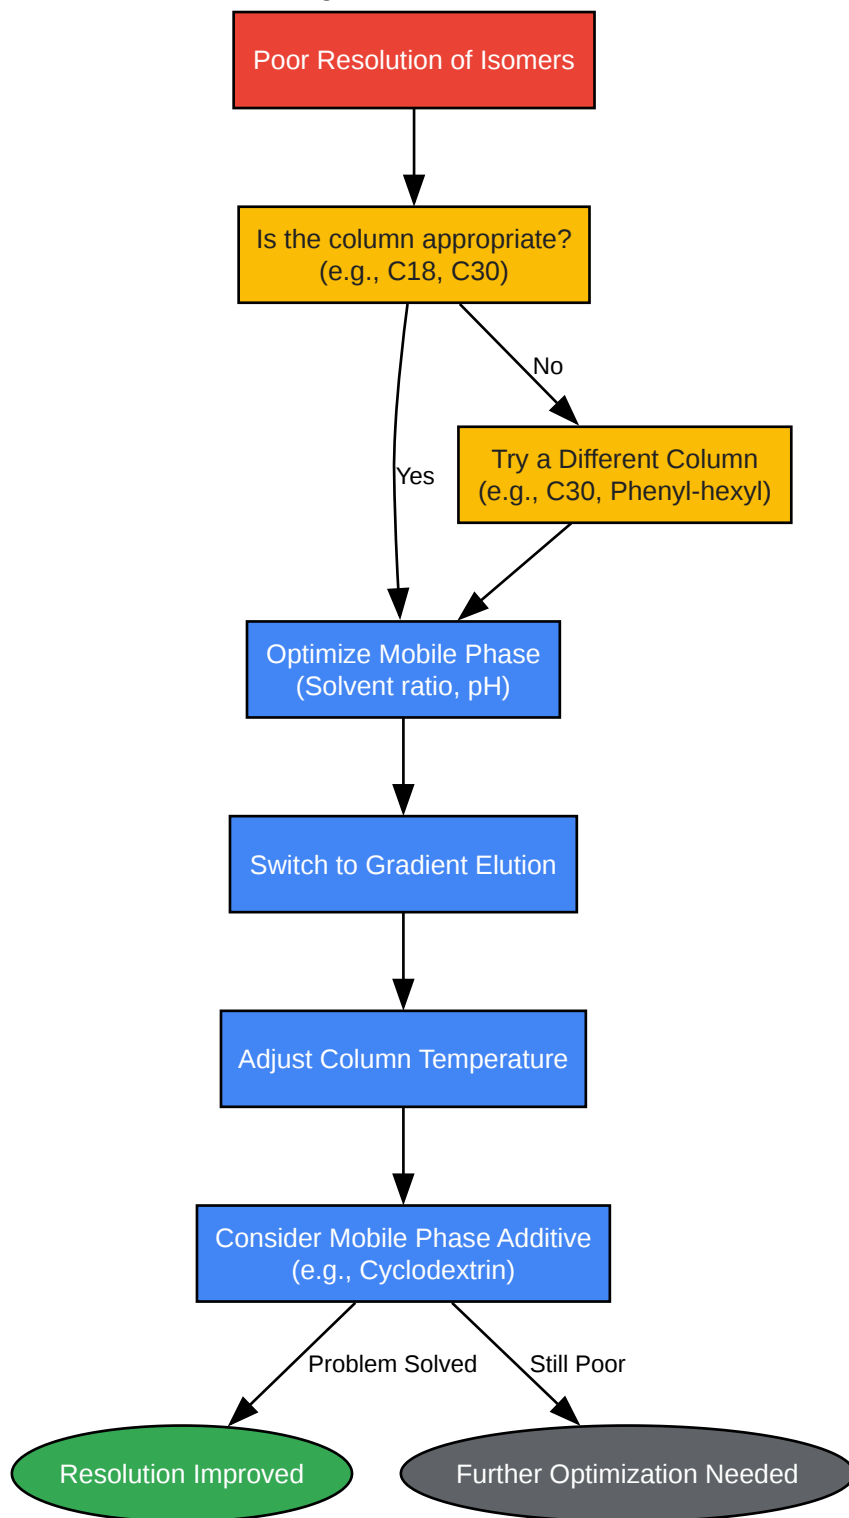 Poor Resolution of Isomers
Is the column appropriate?
(e.g., C18, C30)
No
Try a Different Column
(e.g., C30, Phenyl-hexyl)
Yes
Optimize Mobile Phase
(Solvent ratio, pH)
Switch to Gradient Elution
Adjust Column Temperature
Consider Mobile Phase Additive
(e.g., Cyclodextrin)
Problem Solved
Still Poor
Resolution Improved
Further Optimization Needed